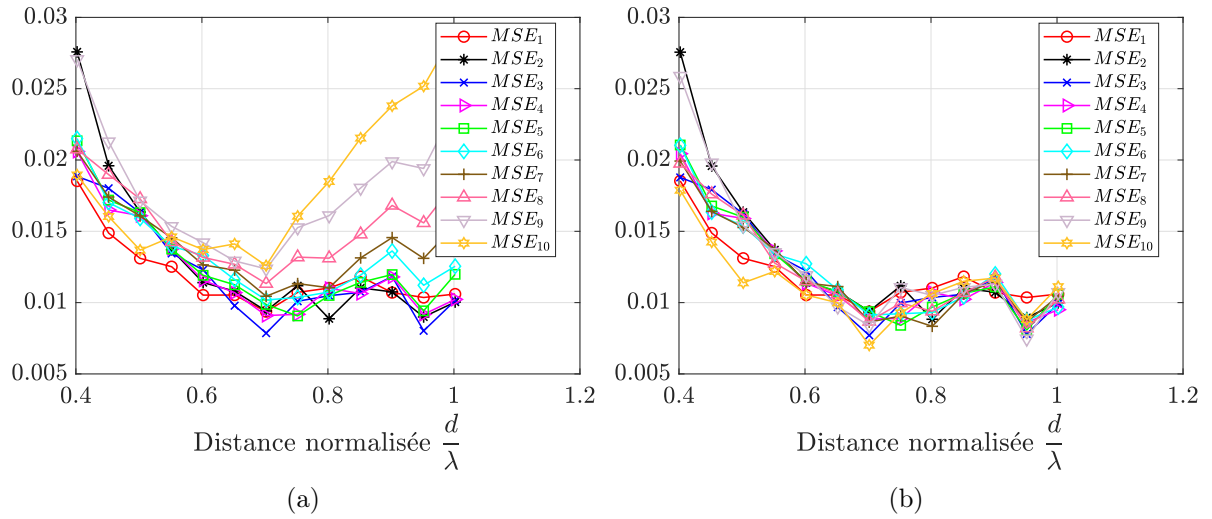 0.03
0.025
0.02
0.015
0.01
0.005
0.4
0.6
0.8
1
1.2
MSE₁
MSE₂
MSE₃
MSE₄
MSE₅
MSE₆
MSE₇
MSE₈
MSE₉
MSE₁₀
Distance normalisée d/λ
(a)
0.03
0.025
0.02
0.015
0.01
0.005
0.4
0.6
0.8
1
1.2
MSE₁
MSE₂
MSE₃
MSE₄
MSE₅
MSE₆
MSE₇
MSE₈
MSE₉
MSE₁₀
Distance normalisée d/λ
(b)